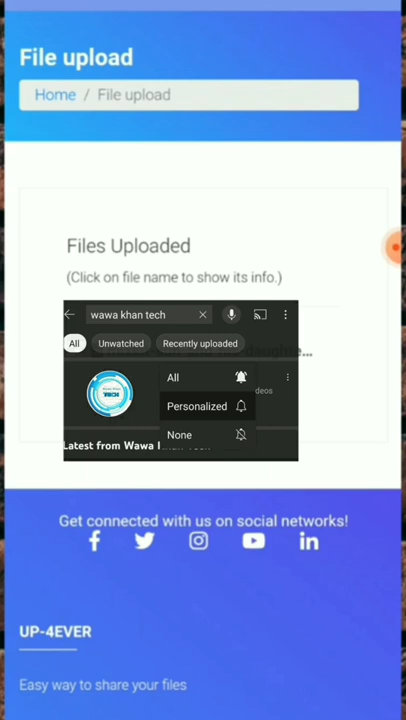 File upload
Home / File upload
Files Uploaded
(Click on file name to show its info.)
wawa khan tech
All Unwatched Recently uploaded
All
TECH
Personalized
deos
None
Latest from Wawa
Get connected with us on social networks!
UP-4EVER
Easy way to share your files